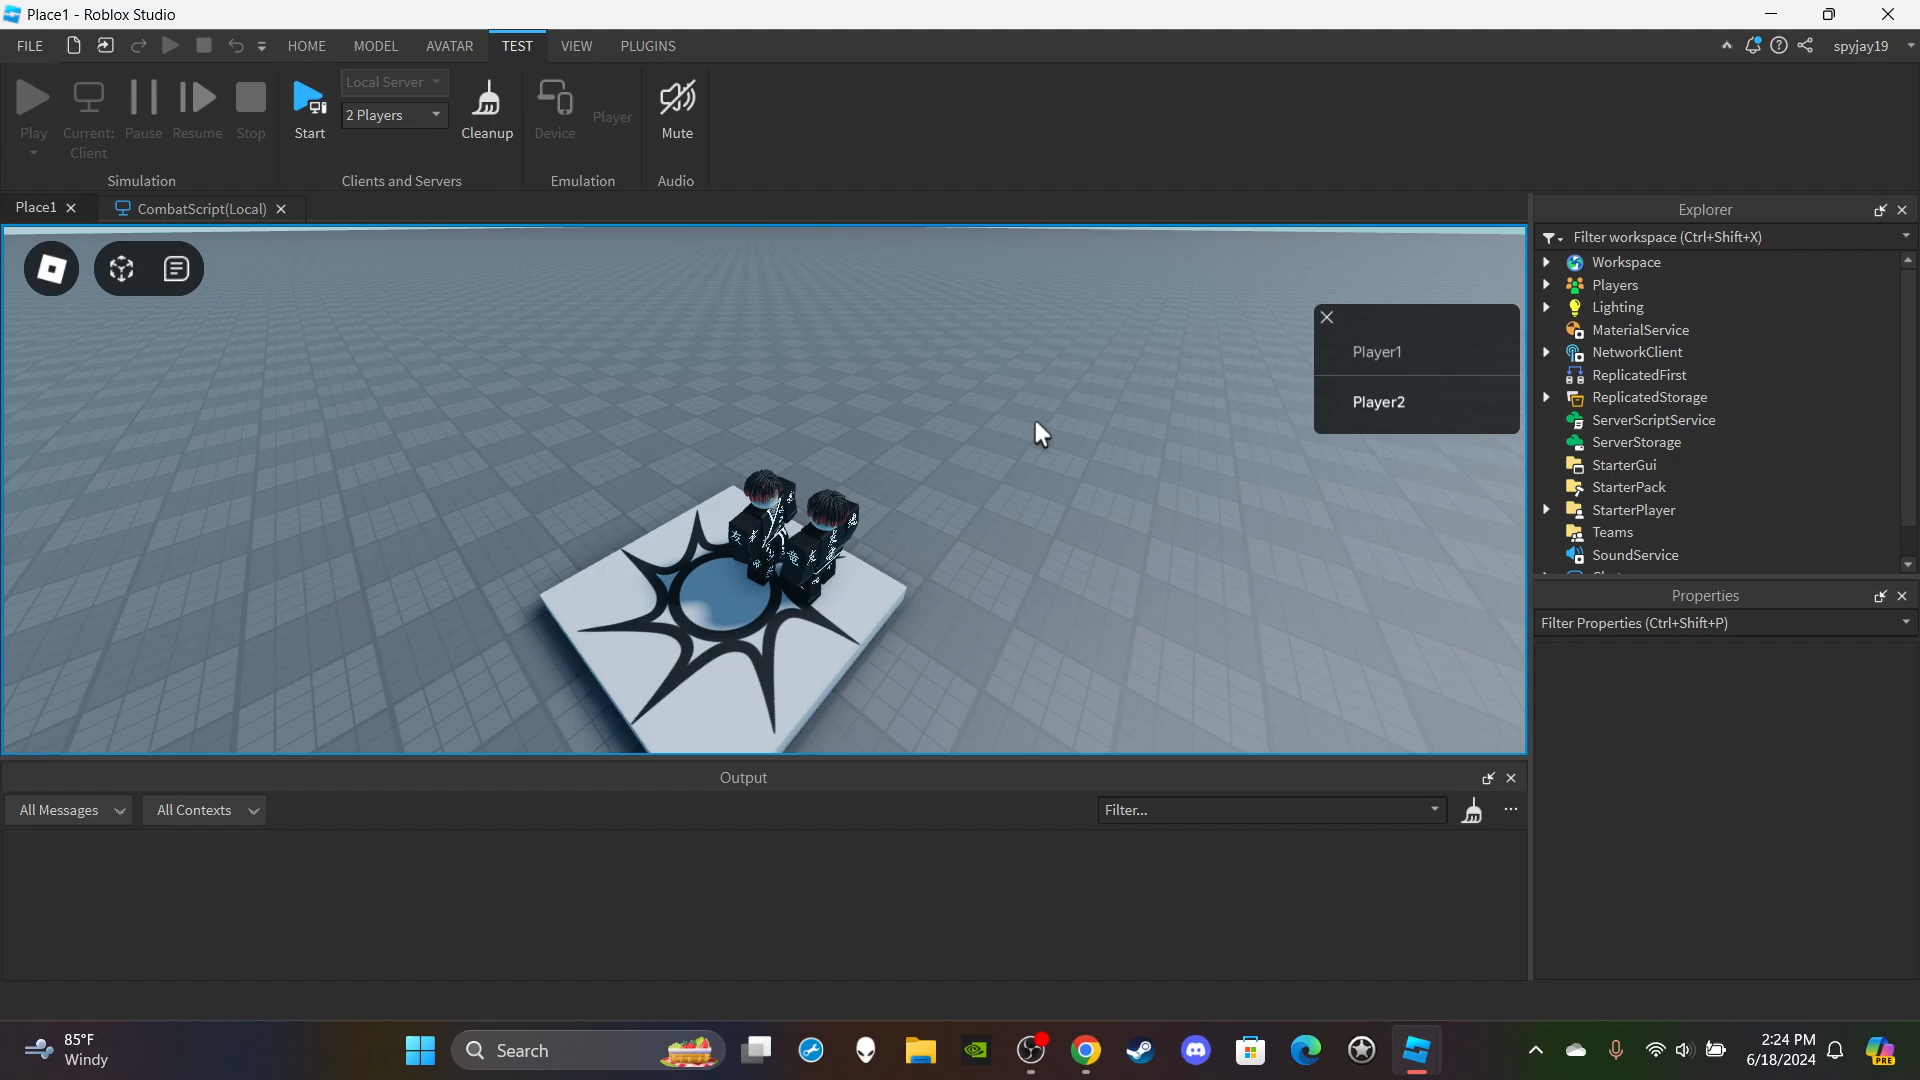 Place1 - Roblox Studio
FILE
HOME
MODEL
AVATAR
TEST
VIEW
PLUGINS
spyjay19
Play
Current:
Client
Pause
Resume
Stop
Simulation
Start
Local Server
2 Players
Cleanup
Clients and Servers
Device
Player
Emulation
Mute
Audio
Place1
CombatScript(Local)
Player1
Player2
Explorer
Filter workspace (Ctrl+Shift+X)
Workspace
Players
Lighting
MaterialService
NetworkClient
ReplicatedFirst
ReplicatedStorage
ServerScriptService
ServerStorage
StarterGui
StarterPack
StarterPlayer
Teams
SoundService
Properties
Filter Properties (Ctrl+Shift+P)
Output
All Messages
All Contexts
Filter...
85°F
Windy
Search
2:24 PM
6/18/2024
PRE